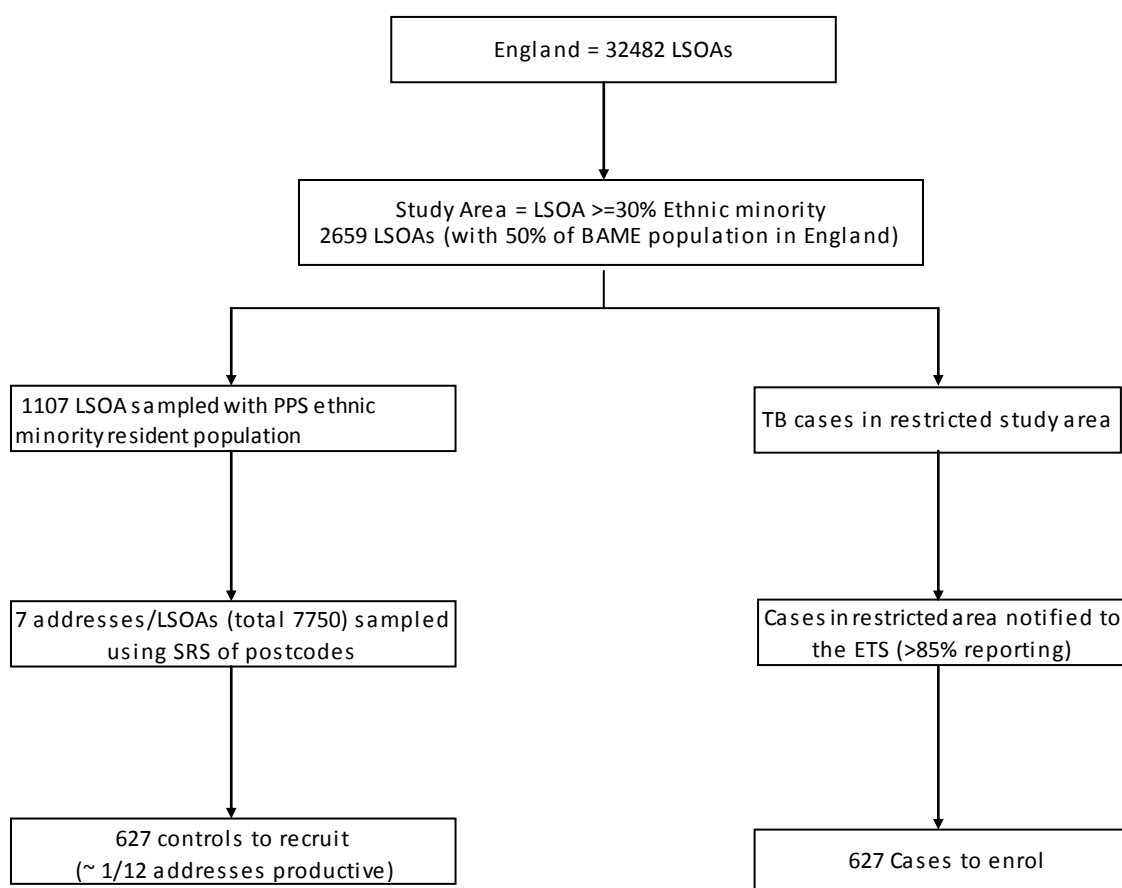 England = 32482 LSOAs
Study Area = LSOA >=30% Ethnic minority
2659 LSOAs (with 50% of BAME population in England)
1107 LSOA sampled with PPS ethnic
minority resident population
TB cases in restricted study area
7 addresses/LSOAs (total 7750) sampled
using SRS of postcodes
Cases in restricted area notified to
the ETS (>85% reporting)
627 controls to recruit
(~ 1/12 addresses productive)
627 Cases to enrol